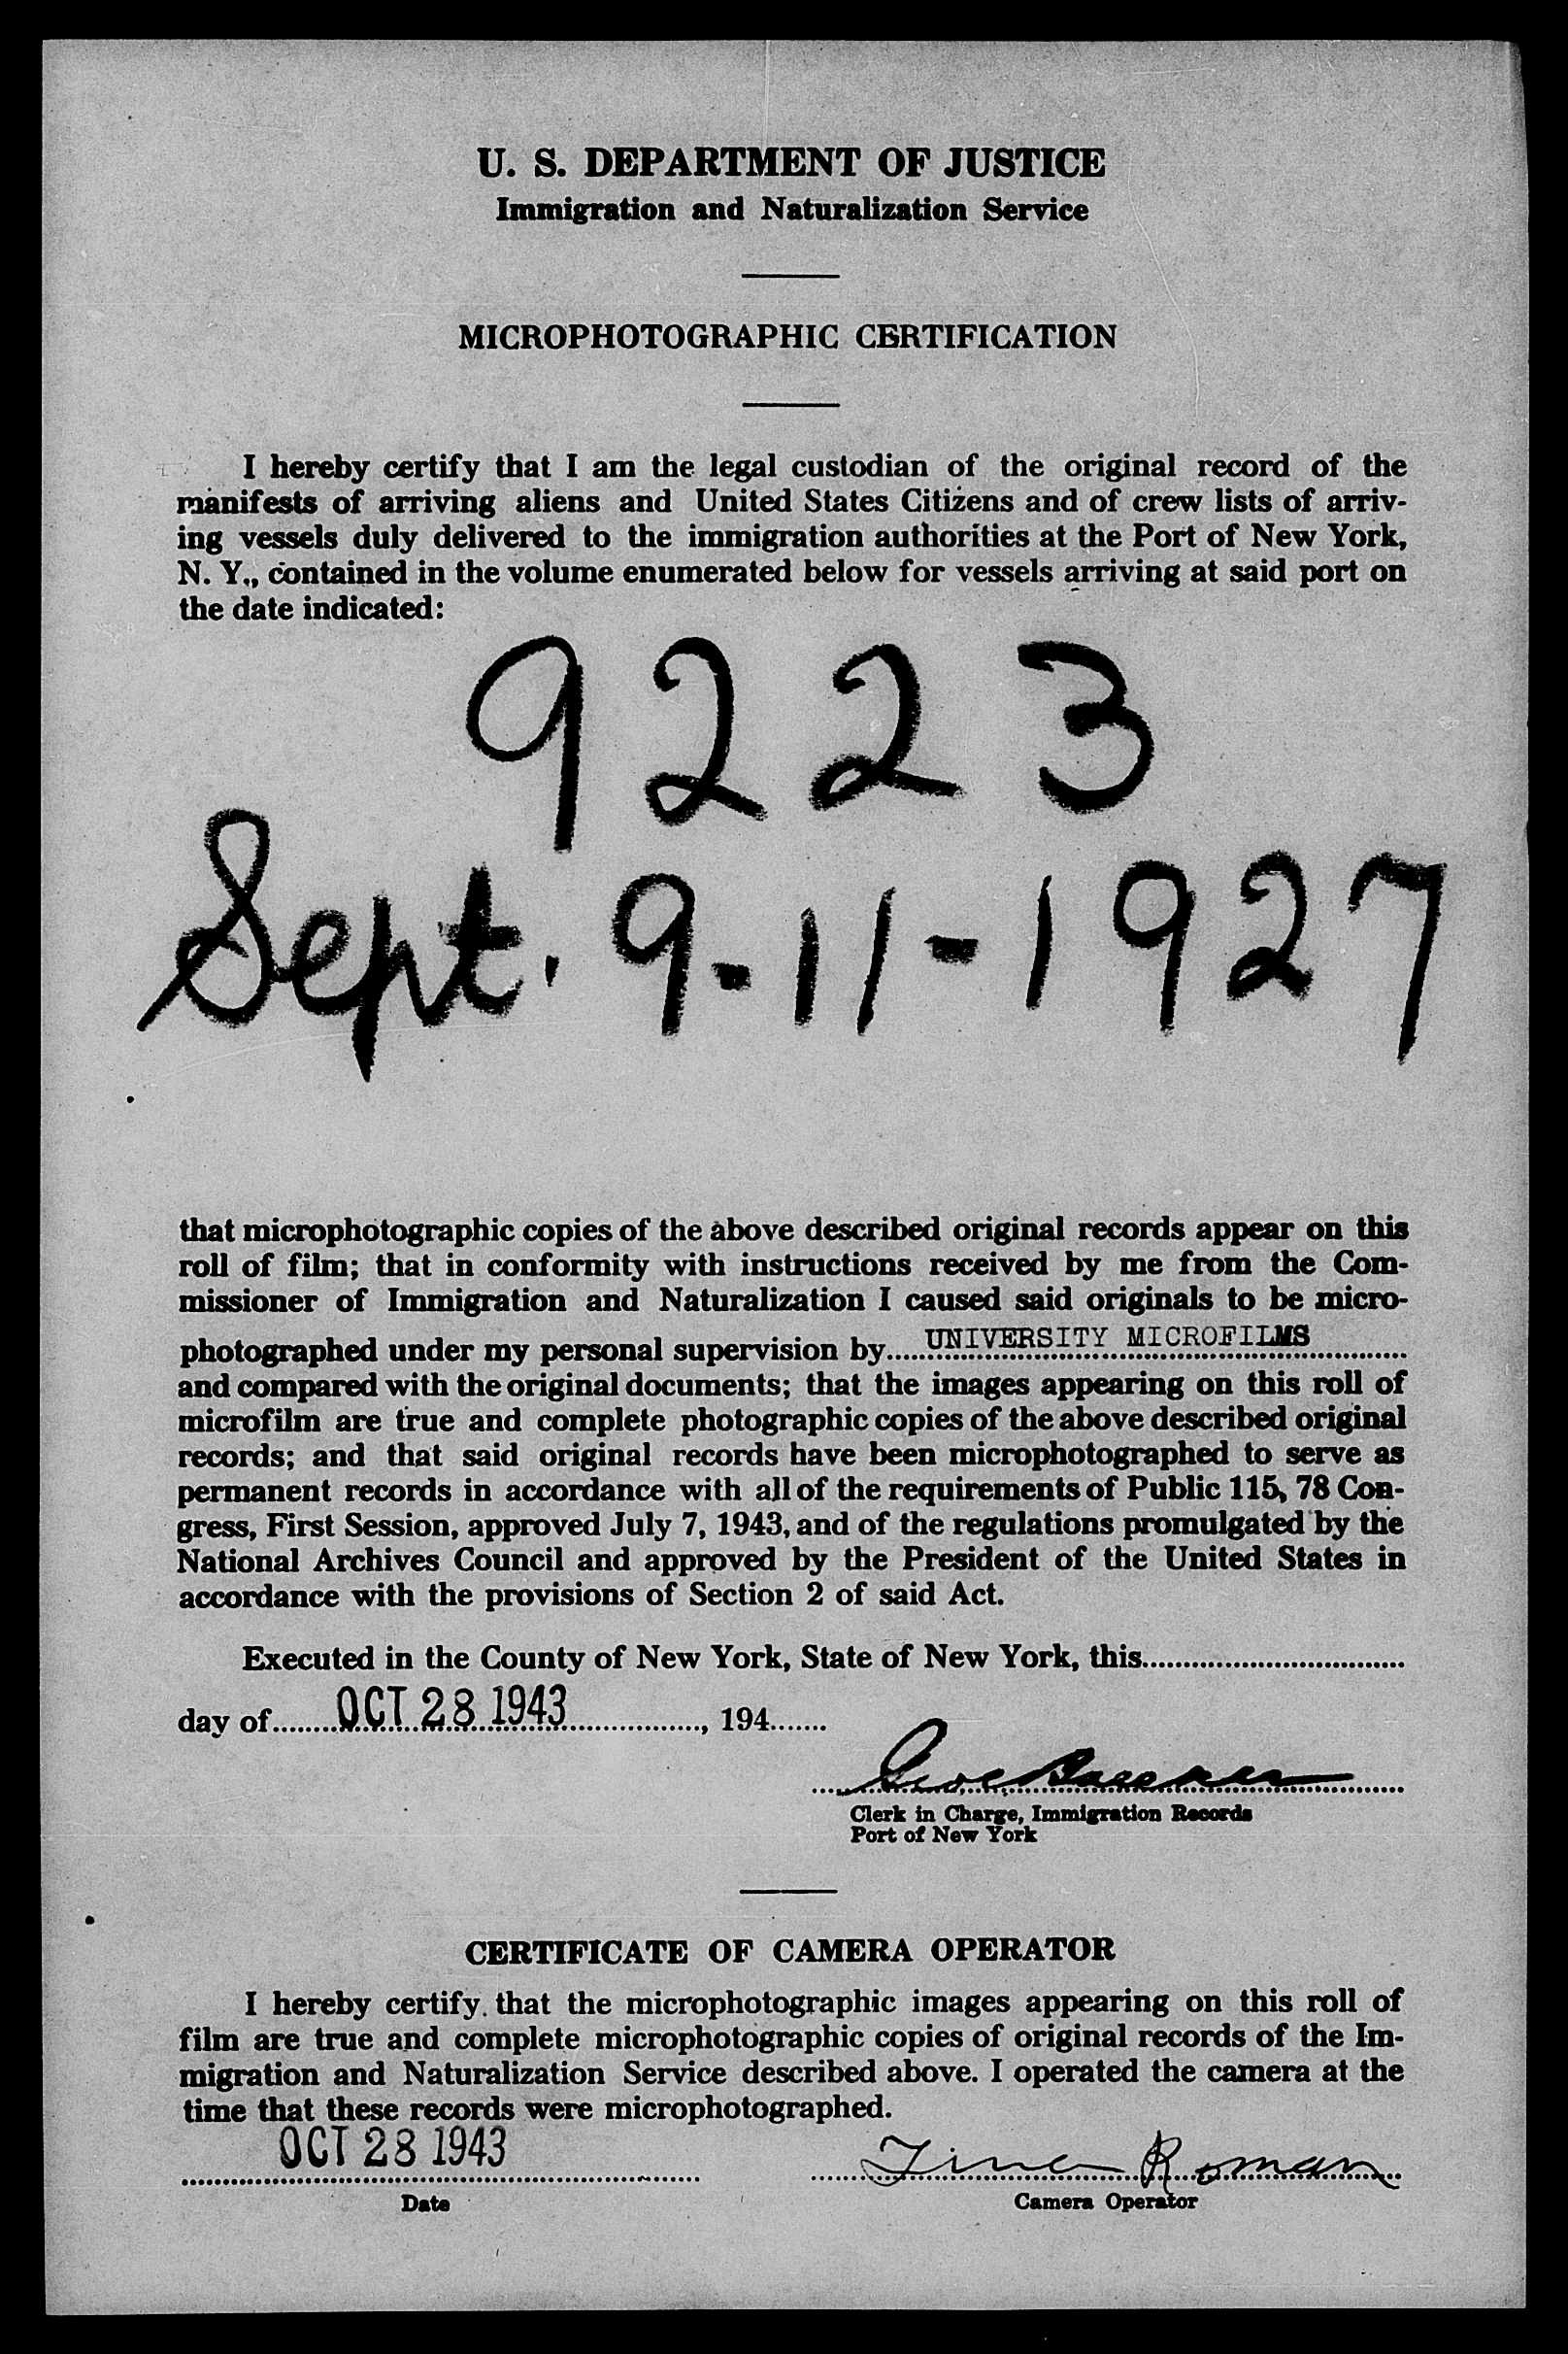 U. S. DEPARTMENT OF JUSTICE
Immigration and Naturalization Service
MICROPHOTOGRAPHIC CERTIFICATION
I hereby certify that I am the legal custodian of the original record of the
manifests of arriving aliens and United States Citizens and of crew lists of arriv-
ing vessels duly delivered to the immigration authorities at the Port of New York,
N. Y., contained in the volume enumerated below for vessels arriving at said port on
the date indicated:
9223
Sept. 9-11-1927
that microphotographic copies of the above described original records appear on this
roll of film; that in conformity with instructions received by me from the Com-
missioner of Immigration and Naturalization I caused said originals to be micro-
photographed under my personal supervision by.....UNIVERSITY MICROFILMS
and compared with the original documents; that the images appearing on this roll of
microfilm are true and complete photographic copies of the above described original
records; and that said original records have been microphotographed to serve as
permanent records in accordance with all of the requirements of Public 115, 78 Con-
gress, First Session, approved July 7, 1943, and of the regulations promulgated by the
National Archives Council and approved by the President of the United States in
accordance with the provisions of Section 2 of said Act.
Executed in the County of New York, State of New York, this................................
day of........OCT 28 1943................, 194.......
Clerk in Charge, Immigration Records
Port of New York
CERTIFICATE OF CAMERA OPERATOR
I hereby certify that the microphotographic images appearing on this roll of
film are true and complete microphotographic copies of original records of the Im-
migration and Naturalization Service described above. I operated the camera at the
time that these records were microphotographed.
OCT 28 1943 Tina Roman
Date Camera Operator